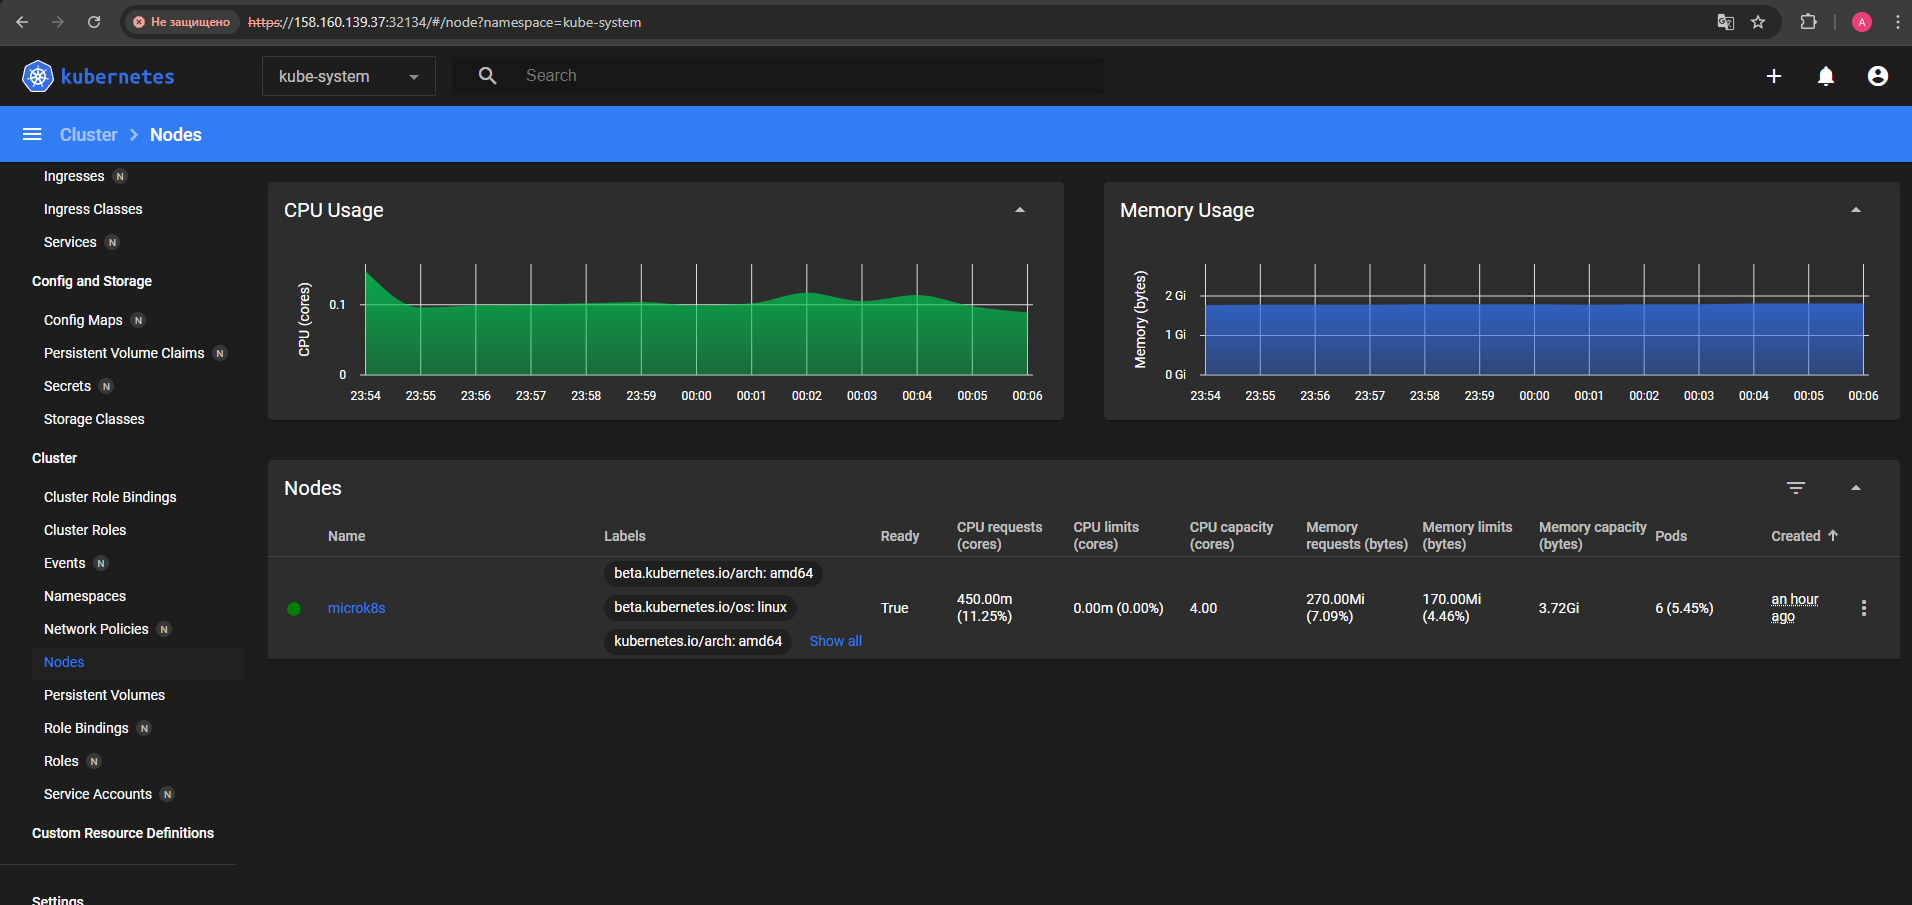 Не защищено https://158.160.139.37:32134/#/node?namespace=kube-system A
kubernetes kube-system Search
Cluster > Nodes
Ingresses N
Ingress Classes
Services N
Config and Storage
Config Maps N
Persistent Volume Claims N
Secrets N
Storage Classes
Cluster
Cluster Role Bindings
Cluster Roles
Events N
Namespaces
Network Policies N
Nodes
Persistent Volumes
Role Bindings N
Roles N
Service Accounts N
Custom Resource Definitions
Settings
CPU Usage
CPU (cores)
0.1
0
23:54 23:55 23:56 23:57 23:58 23:59 00:00 00:01 00:02 00:03 00:04 00:05 00:06
Memory Usage
Memory (bytes)
2 Gi
1 Gi
0 Gi
23:54 23:55 23:56 23:57 23:58 23:59 00:00 00:01 00:02 00:03 00:04 00:05 00:06
Nodes
Name Labels Ready CPU requests (cores) CPU limits (cores) CPU capacity (cores) Memory requests (bytes) Memory limits (bytes) Memory capacity (bytes) Pods Created
beta.kubernetes.io/arch: amd64
microk8s beta.kubernetes.io/os: linux True 450.00m (11.25%) 0.00m (0.00%) 4.00 270.00Mi (7.09%) 170.00Mi (4.46%) 3.72Gi 6 (5.45%) an hour ago
kubernetes.io/arch: amd64 Show all